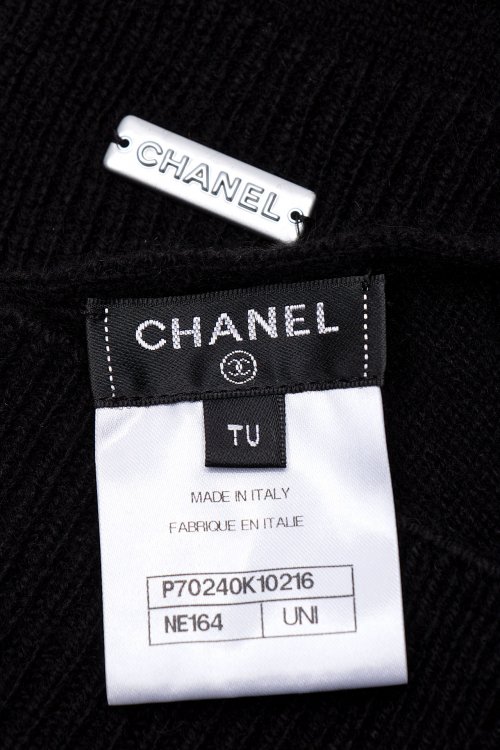 CHANEL
CHANEL
TU
MADE IN ITALY
FABRIQUE EN ITALIE
P70240K10216
NE164 UNI